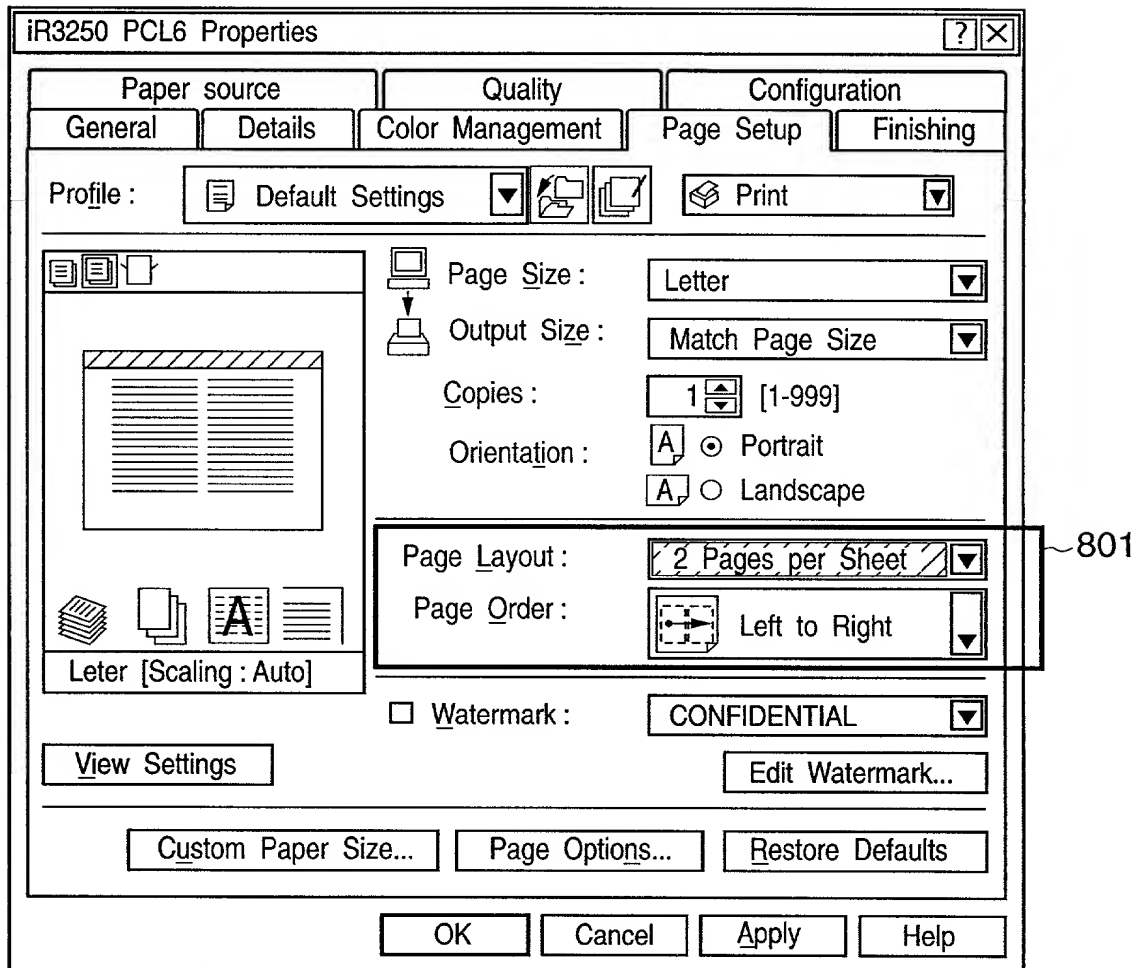 iR3250 PCL6 Properties ?
Paper source Quality Configuration
General Details Color Management Page Setup Finishing
Profile : Default Settings Print
Page Size : Letter
Output Size : Match Page Size
Copies : 1 [1-999]
Orientation : A Portrait
A Landscape
Page Layout : 2 Pages per Sheet 801
Page Order : Left to Right
A
Leter [Scaling : Auto]
Watermark : CONFIDENTIAL
View Settings Edit Watermark...
Custom Paper Size... Page Options... Restore Defaults
OK Cancel Apply Help